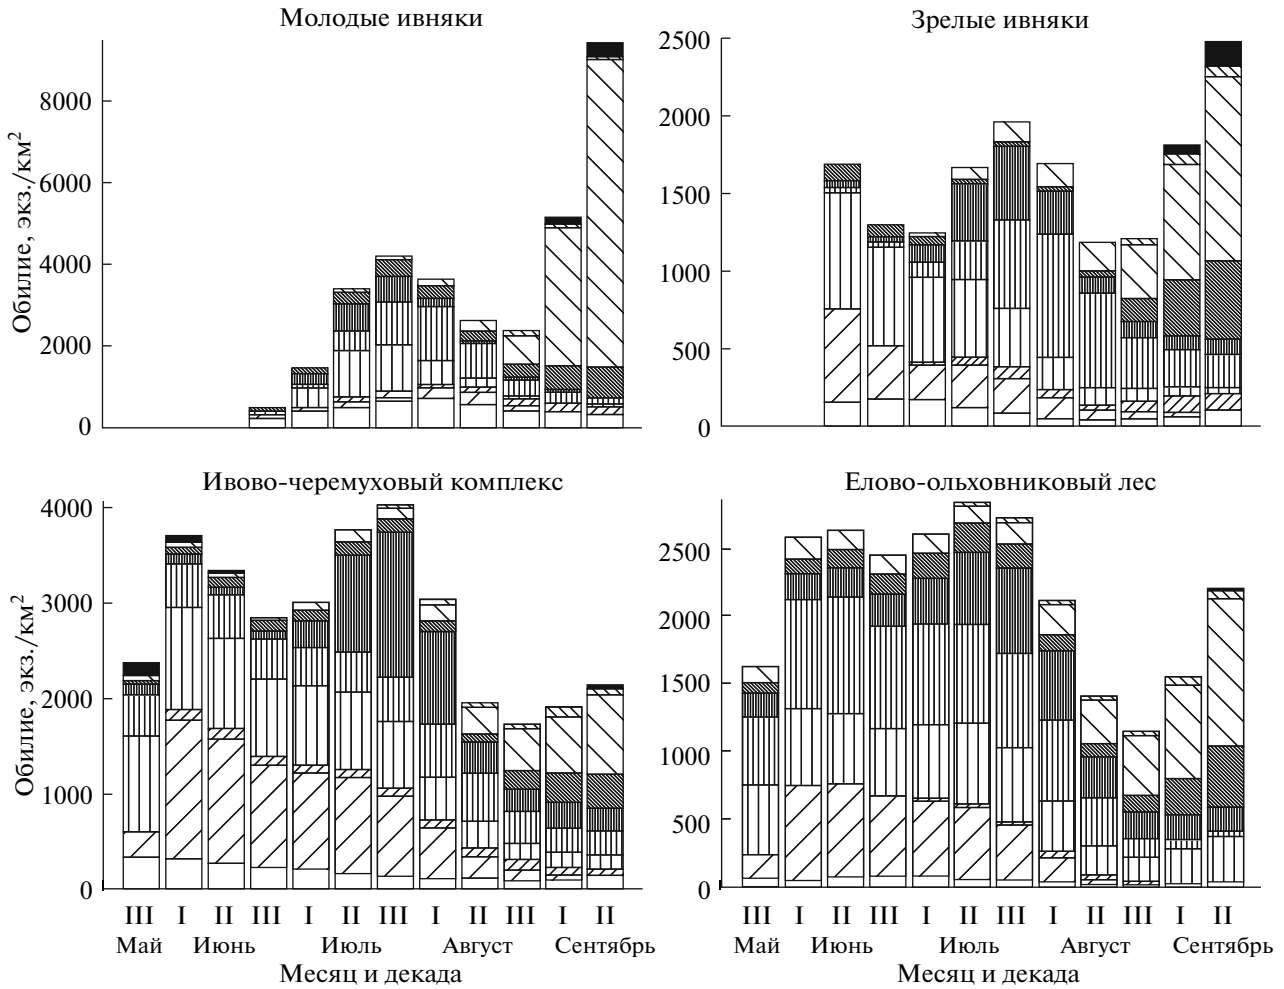 Молодые ивняки
Обилие, экз./км²
8000
6000
4000
2000
0
Зрелые ивняки
2500
2000
1500
1000
500
0
Ивово-черемуховый комплекс
Обилие, экз./км²
4000
3000
2000
1000
0
III I II III I II III I II III I II
Май Июнь Июль Август Сентябрь
Месяц и декада
Елово-ольховниковый лес
2500
2000
1500
1000
500
0
III I II III I II III I II III I II
Май Июнь Июль Август Сентябрь
Месяц и декада